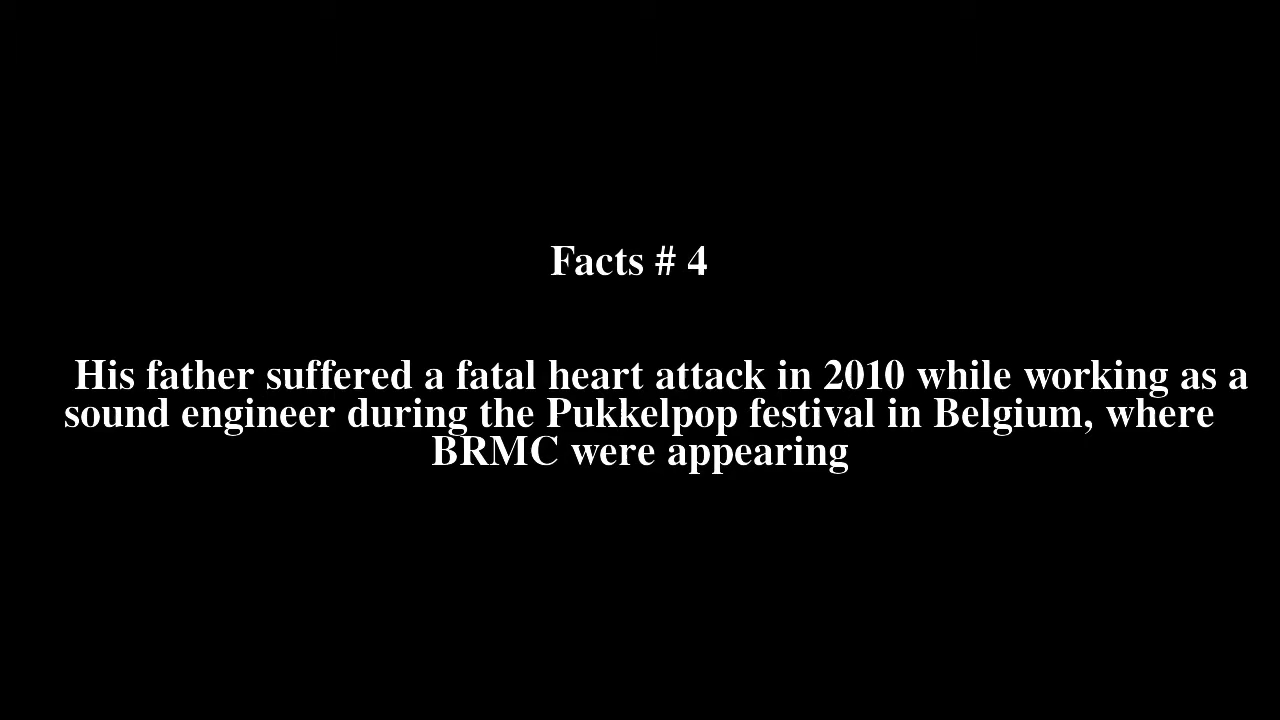 Facts # 4
His father suffered a fatal heart attack in 2010 while working as a
sound engineer during the Pukkelpop festival in Belgium, where
BRMC were appearing